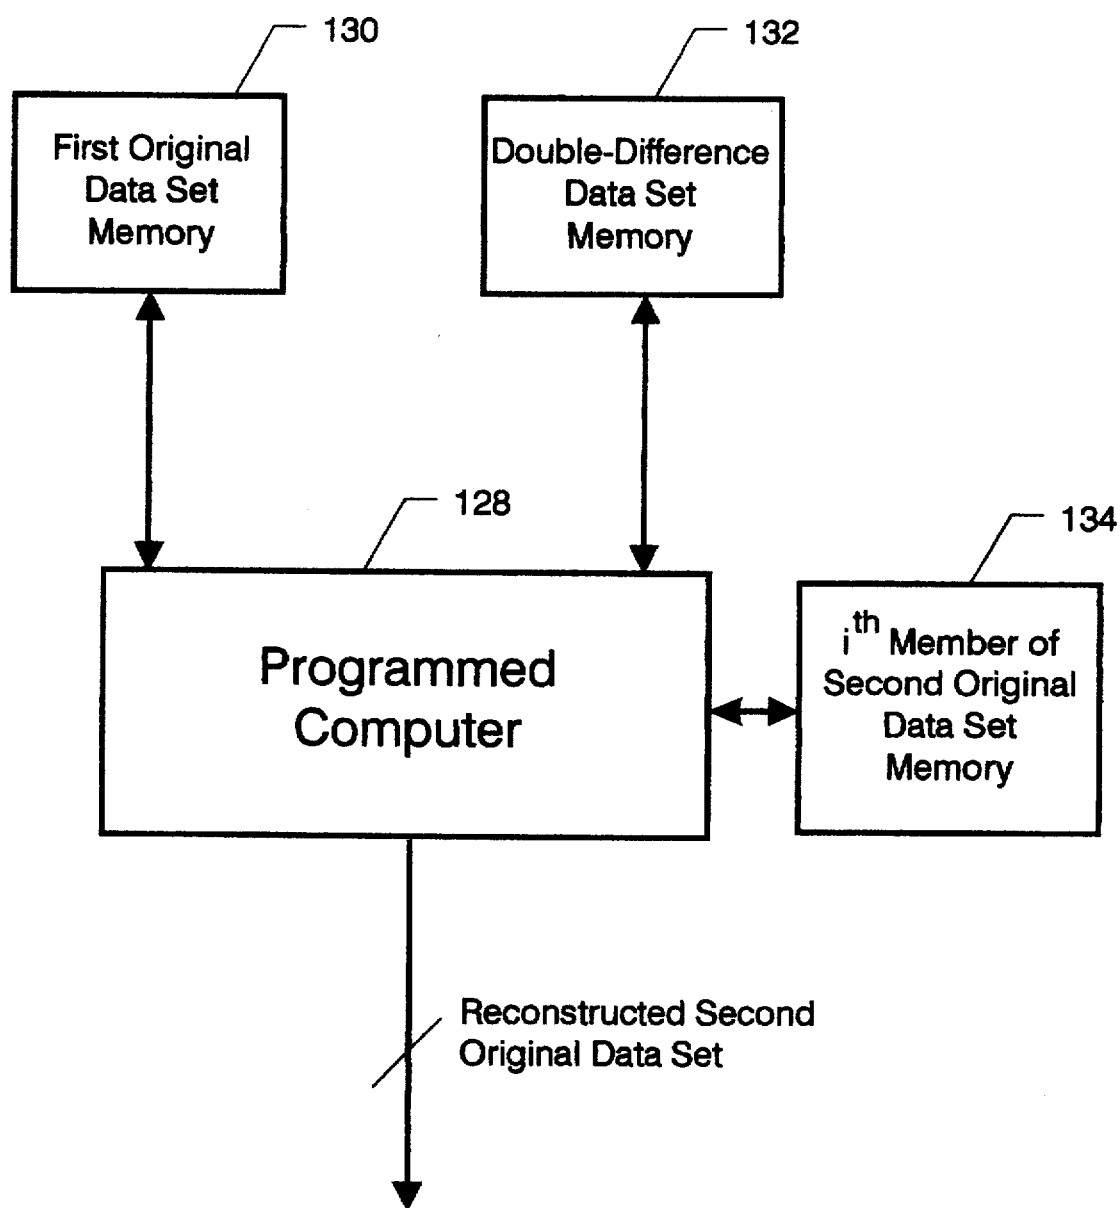 130
132
First Original
Data Set
Memory
Double-Difference
Data Set
Memory
128
134
Programmed
Computer
i^th Member of
Second Original
Data Set
Memory
Reconstructed Second
Original Data Set